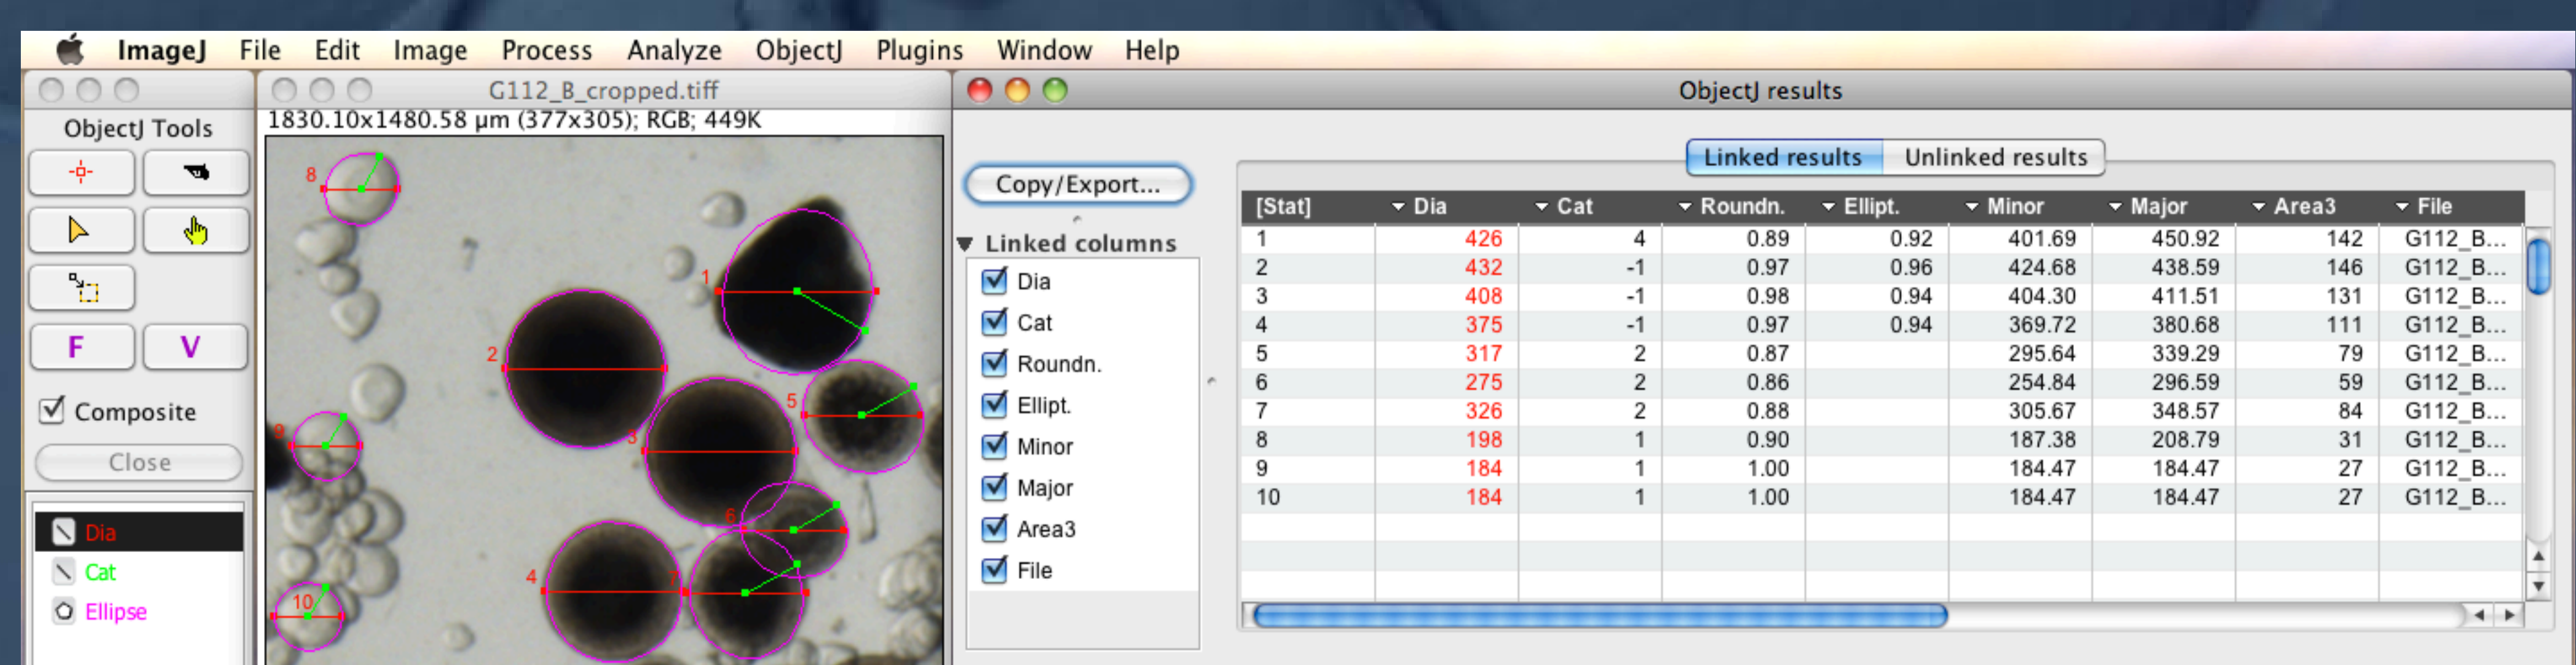 ImageJ File Edit Image Process Analyze ObjectJ Plugins Window Help
ObjectJ Tools
Composite
Close
Dia
Cat
Ellipse
F V
G112_B_cropped.tiff
1830.10x1480.58 µm (377x305); RGB; 449K
8
1
2
5
3
9
6
4
7
10
ObjectJ results
Linked results Unlinked results
Copy/Export...
Linked columns
Dia
Cat
Roundn.
Ellipt.
Minor
Major
Area3
File
[Stat] Dia Cat Roundn. Ellipt. Minor Major Area3 File
1 426 4 0.89 0.92 401.69 450.92 142 G112_B...
2 432 -1 0.97 0.96 424.68 438.59 146 G112_B...
3 408 -1 0.98 0.94 404.30 411.51 131 G112_B...
4 375 -1 0.97 0.94 369.72 380.68 111 G112_B...
5 317 2 0.87 295.64 339.29 79 G112_B...
6 275 2 0.86 254.84 296.59 59 G112_B...
7 326 2 0.88 305.67 348.57 84 G112_B...
8 198 1 0.90 187.38 208.79 31 G112_B...
9 184 1 1.00 184.47 184.47 27 G112_B...
10 184 1 1.00 184.47 184.47 27 G112_B...